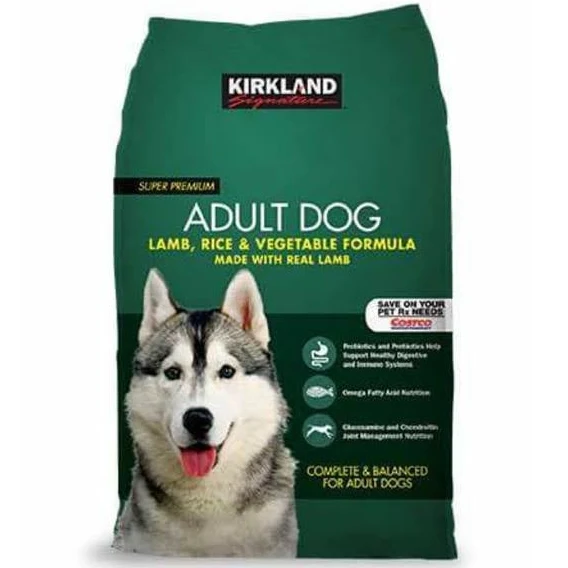 KIRKLAND
Signature
SUPER PREMIUM
ADULT DOG
LAMB, RICE & VEGETABLE FORMULA
MADE WITH REAL LAMB
SAVE ON YOUR
PET Rx NEEDS
COSTCO
Probiotics and Prebiotics Help
Support Healthy Digestive
and Immune Systems
Omega Fatty Acid Nutrition
Glucosamine and Chondroitin
Joint Management Nutrition
COMPLETE & BALANCED
FOR ADULT DOGS